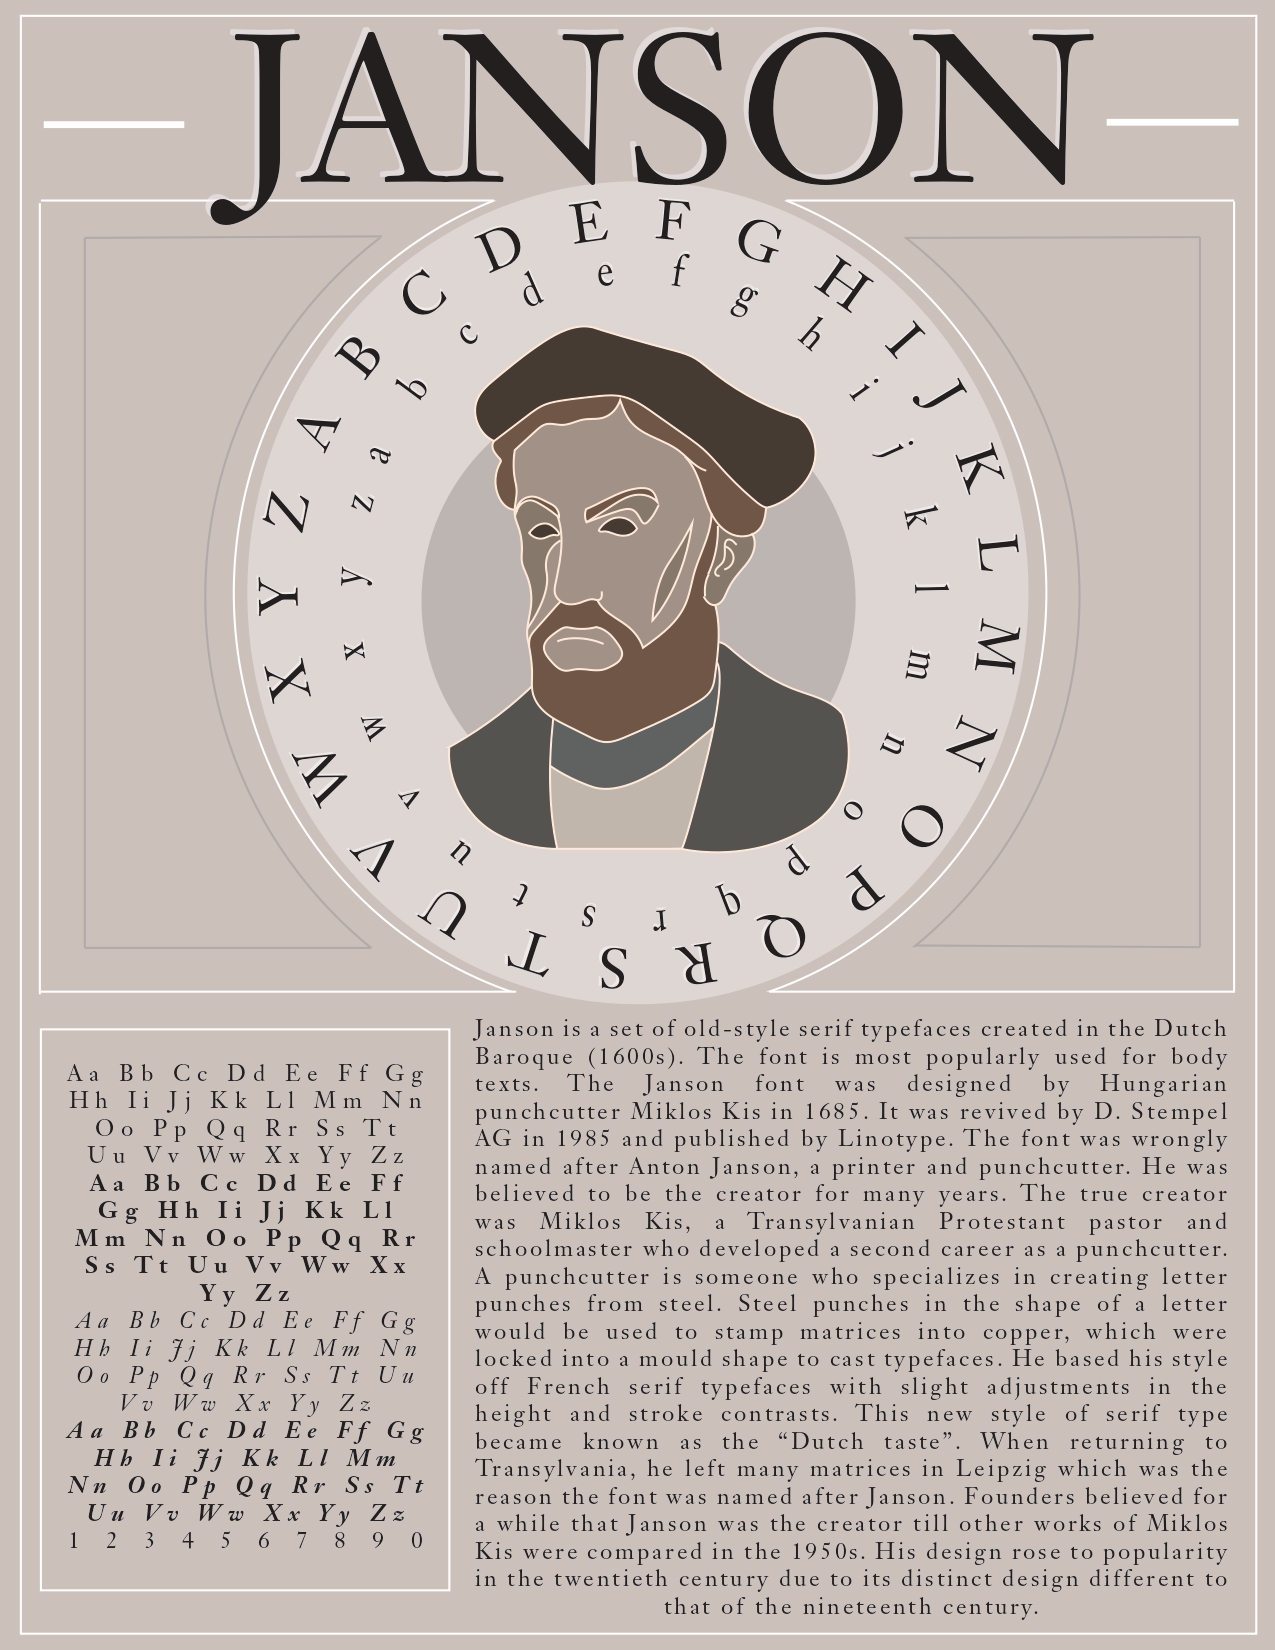 JANSON
A B C D E F G H I J K L M N O P Q R S T U V W X Y Z
a b c d e f g h i j k l m n o p q r s t u v w x y z
Aa Bb Cc Dd Ee Ff Gg
Hh Ii Jj Kk Ll Mm Nn
Oo Pp Qq Rr Ss Tt
Uu Vv Ww Xx Yy Zz
Aa Bb Cc Dd Ee Ff
Gg Hh Ii Jj Kk Ll
Mm Nn Oo Pp Qq Rr
Ss Tt Uu Vv Ww Xx
Yy Zz
Aa Bb Cc Dd Ee Ff Gg
Hh Ii Jj Kk Ll Mm Nn
Oo Pp Qq Rr Ss Tt Uu
Vv Ww Xx Yy Zz
Aa Bb Cc Dd Ee Ff Gg
Hh Ii Jj Kk Ll Mm
Nn Oo Pp Qq Rr Ss Tt
Uu Vv Ww Xx Yy Zz
1 2 3 4 5 6 7 8 9 0
Janson is a set of old-style serif typefaces created in the Dutch
Baroque (1600s). The font is most popularly used for body
texts. The Janson font was designed by Hungarian
punchcutter Miklos Kis in 1685. It was revived by D. Stempel
AG in 1985 and published by Linotype. The font was wrongly
named after Anton Janson, a printer and punchcutter. He was
believed to be the creator for many years. The true creator
was Miklos Kis, a Transylvanian Protestant pastor and
schoolmaster who developed a second career as a punchcutter.
A punchcutter is someone who specializes in creating letter
punches from steel. Steel punches in the shape of a letter
would be used to stamp matrices into copper, which were
locked into a mould shape to cast typefaces. He based his style
off French serif typefaces with slight adjustments in the
height and stroke contrasts. This new style of serif type
became known as the “Dutch taste”. When returning to
Transylvania, he left many matrices in Leipzig which was the
reason the font was named after Janson. Founders believed for
a while that Janson was the creator till other works of Miklos
Kis were compared in the 1950s. His design rose to popularity
in the twentieth century due to its distinct design different to
that of the nineteenth century.